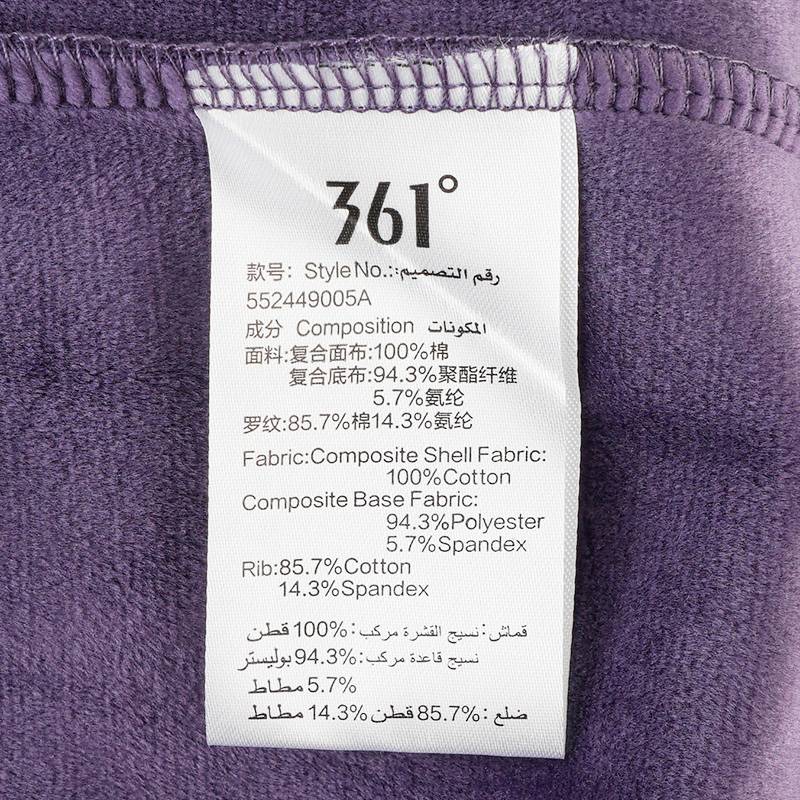 361°
款号: StyleNo.: رقم التصميم:
552449005A
成分 Composition المكونات
面料:复合面布:100%棉
复合底布:94.3%聚酯纤维
5.7%氨纶
罗纹:85.7%棉14.3%氨纶
Fabric:Composite Shell Fabric:
100%Cotton
Composite Base Fabric:
94.3%Polyester
5.7%Spandex
Rib:85.7%Cotton
14.3%Spandex
قماش: نسيج القشرة مركب: 100% قطن
نسيج قاعدة مركب: 94.3% بوليستر
5.7% مطاط
ضلع: 85.7% قطن 14.3% مطاط